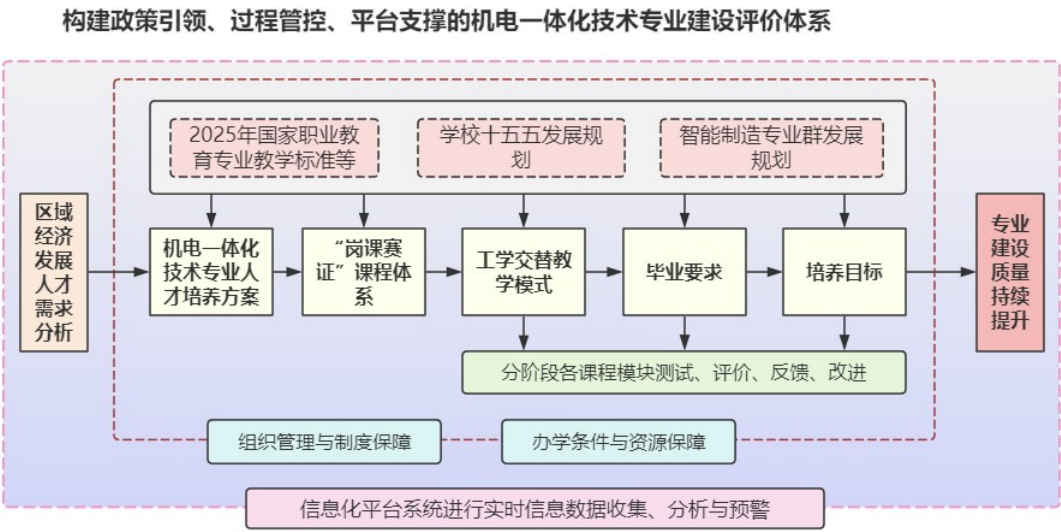 构建政策引领、过程管控、平台支撑的机电一体化技术专业建设评价体系
2025年国家职业教
育专业教学标准等
学校十五五发展规
划
智能制造专业群发展
规划
区域
经济
发展
人才
需求
分析
机电一体化
技术专业人
才培养方案
“岗课赛
证”课程体
系
工学交替教
学模式
毕业要求
培养目标
专业
建设
质量
持续
提升
分阶段各课程模块测试、评价、反馈、改进
组织管理与制度保障
办学条件与资源保障
信息化平台系统进行实时信息数据收集、分析与预警